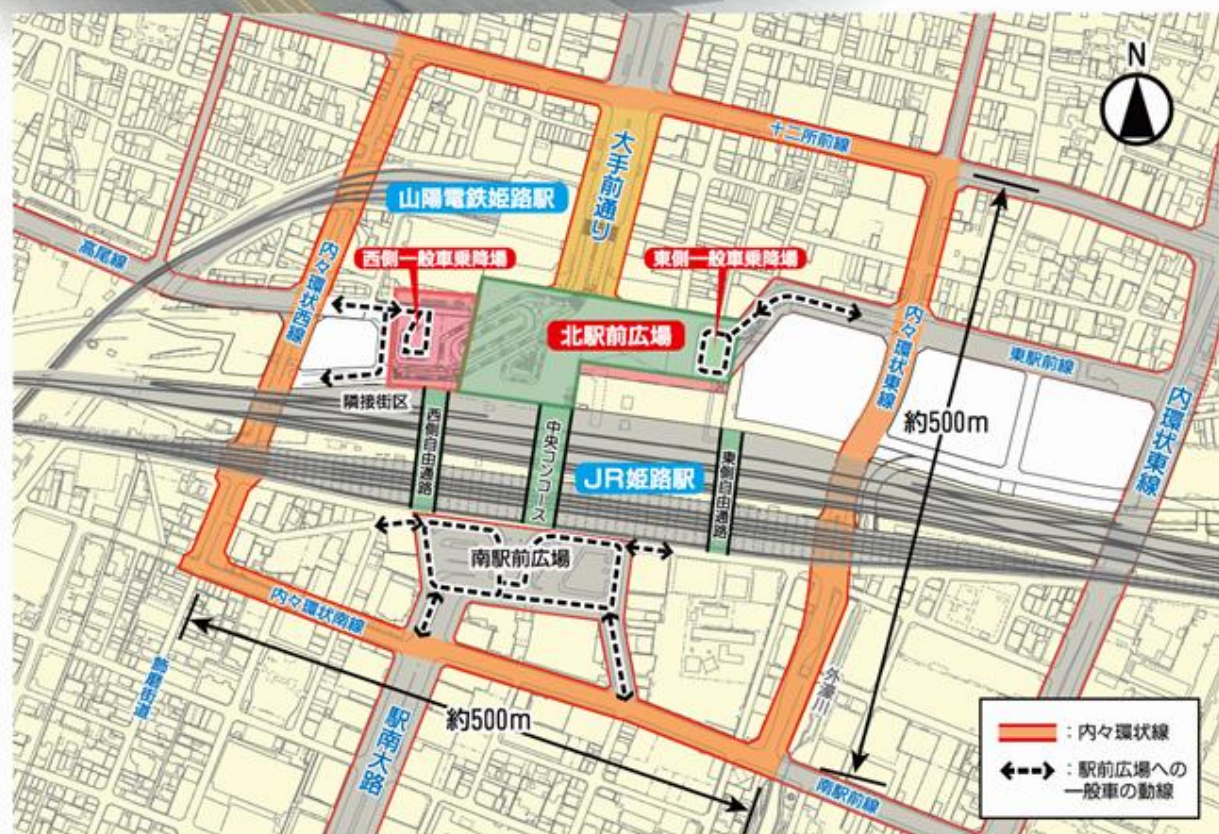 N
十二所前線
大手前通り
山陽電鉄姫路駅
高尾線
内々環状西線
西側一般車乗降場
東側一般車乗降場
北駅前広場
内々環状東線
東駅前線
内環状東線
約500m
隣接街区
西側自由通路
中央コンコース
JR姫路駅
東側自由通路
南駅前広場
内々環状南線
飾磨街道
外濠川
約500m
駅南大路
南駅前線
：内々環状線
：駅前広場への
一般車の動線